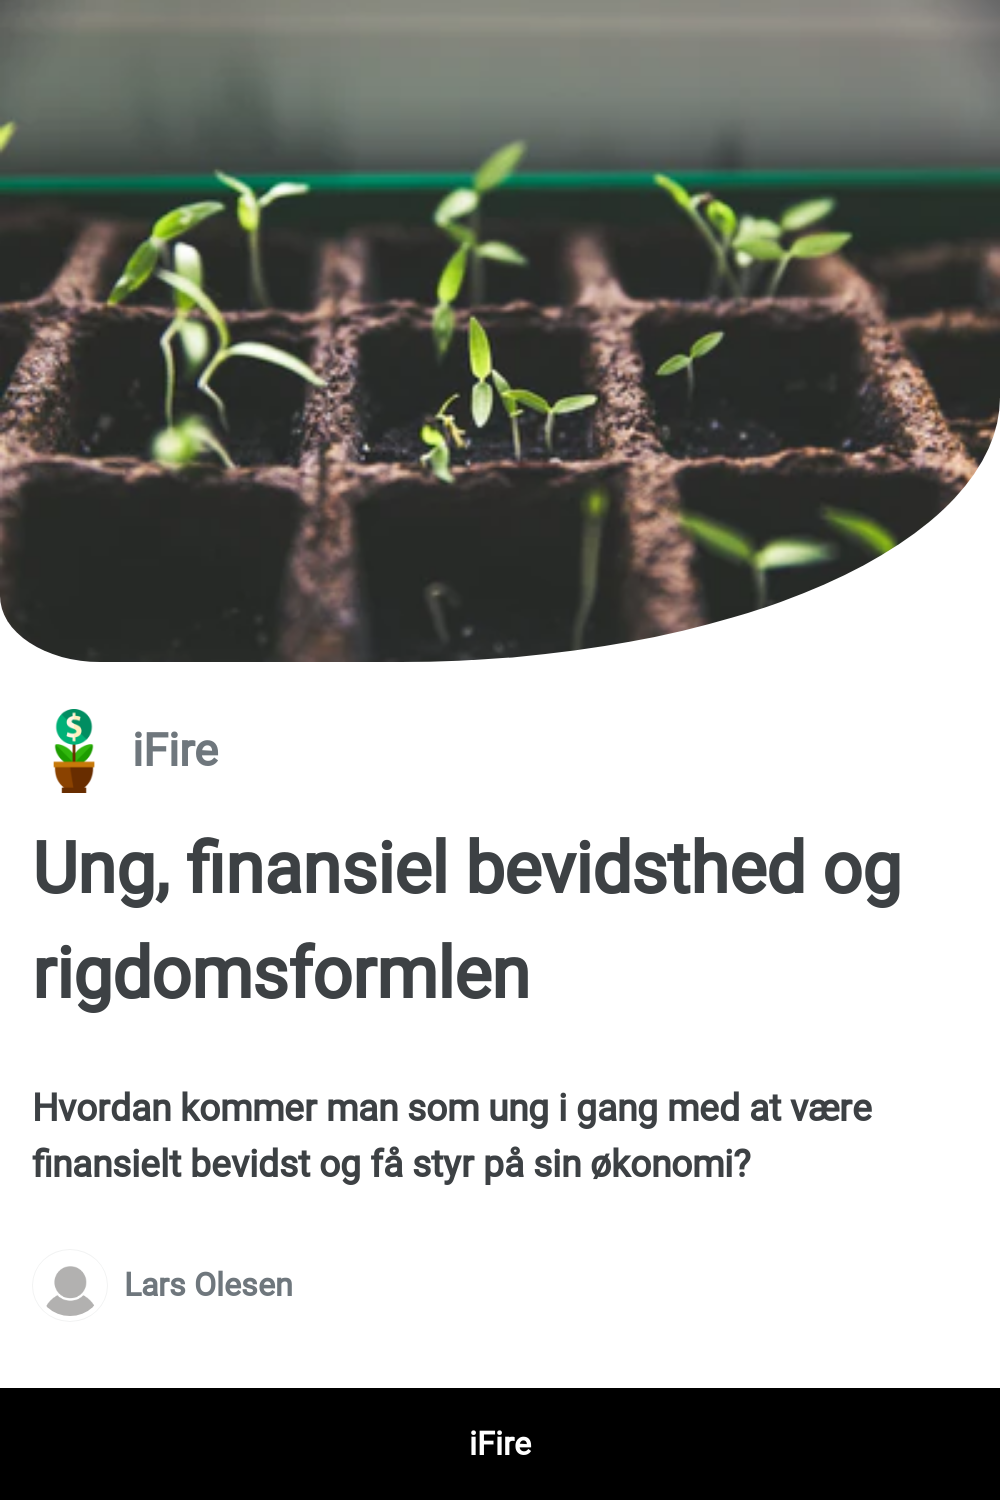 $
iFire
Ung, finansiel bevidsthed og
rigdomsformlen
Hvordan kommer man som ung i gang med at være
finansielt bevidst og få styr på sin økonomi?
Lars Olesen
iFire